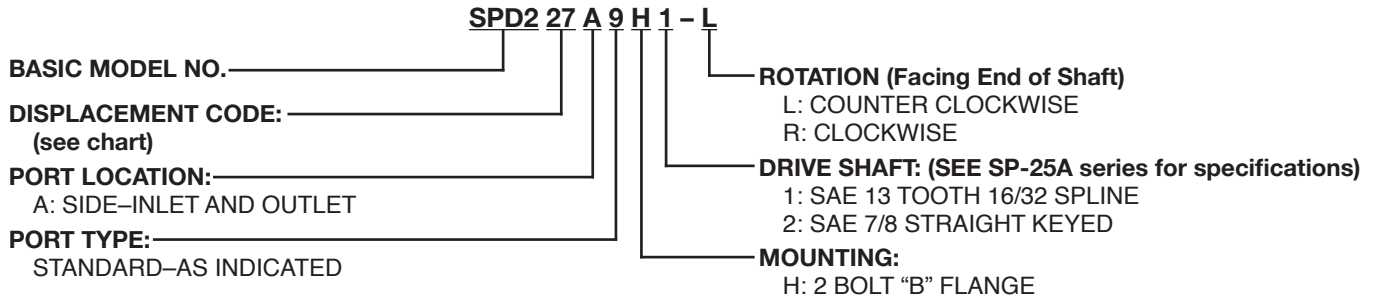 SPD2 27 A 9 H 1 – L
BASIC MODEL NO.
DISPLACEMENT CODE:
(see chart)
PORT LOCATION:
A: SIDE–INLET AND OUTLET
PORT TYPE:
STANDARD–AS INDICATED
ROTATION (Facing End of Shaft)
L: COUNTER CLOCKWISE
R: CLOCKWISE
DRIVE SHAFT: (SEE SP-25A series for specifications)
1: SAE 13 TOOTH 16/32 SPLINE
2: SAE 7/8 STRAIGHT KEYED
MOUNTING:
H: 2 BOLT “B” FLANGE